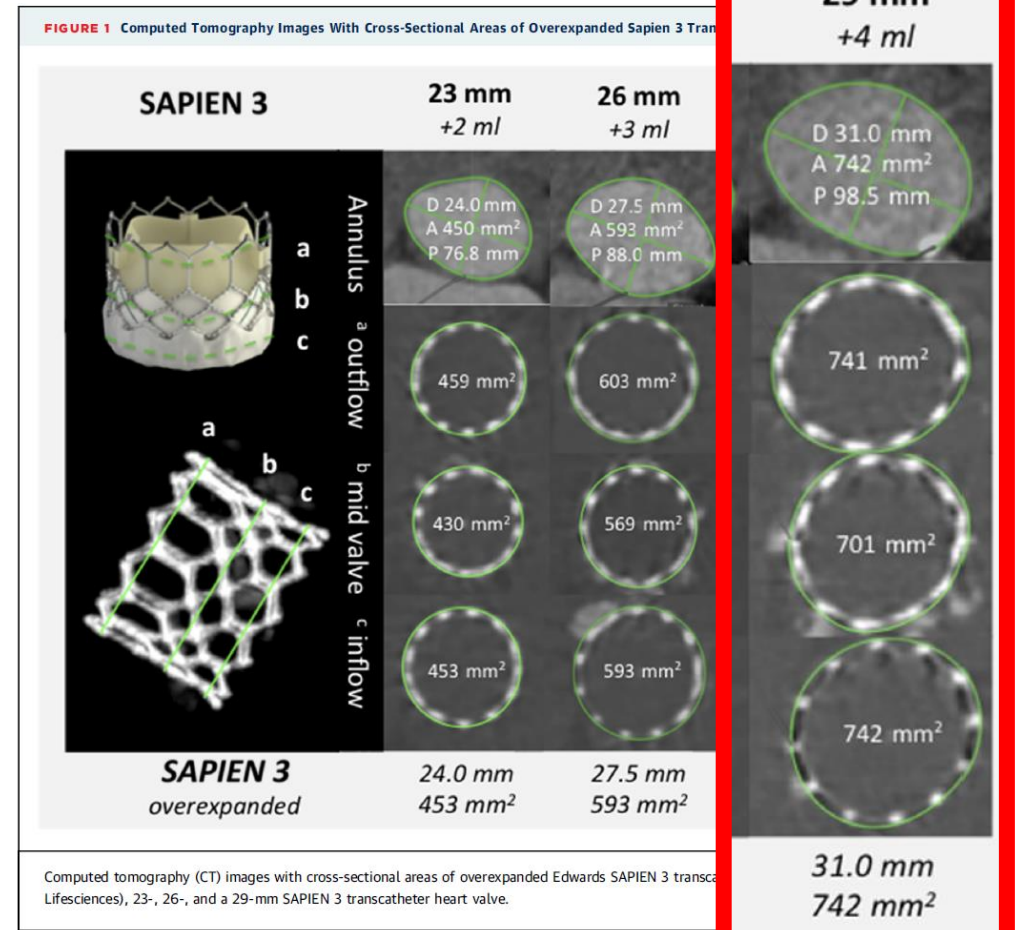 FIGURE 1 Computed Tomography Images With Cross-Sectional Areas of Overexpanded Sapien 3
SAPIEN 3
23 mm
+2 ml
26 mm
+3 ml
a
b
c
a
b
c
Annulus
a outflow
b mid valve
c inflow
D 24.0 mm
A 450 mm²
P 76.8 mm
D 27.5 mm
A 593 mm²
P 88.0 mm
459 mm²
603 mm²
430 mm²
569 mm²
453 mm²
593 mm²
SAPIEN 3
overexpanded
24.0 mm
453 mm²
27.5 mm
593 mm²
Computed tomography (CT) images with cross-sectional areas of overexpanded Edwards SAPIEN 3
Lifesciences), 23-, 26-, and a 29-mm SAPIEN 3 transcatheter heart valve.
mm
+4 ml
D 31.0 mm
A 742 mm²
P 98.5 mm
741 mm²
701 mm²
742 mm²
31.0 mm
742 mm²